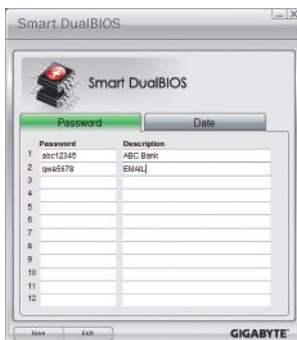 Smart DualBIOS
Smart DualBIOS
Password Date
Password Description
1 abc12345 ABC Bank
2 qwe5678 EMAIL
3
4
5
6
7
8
9
10
11
12
Save Exit GIGABYTE